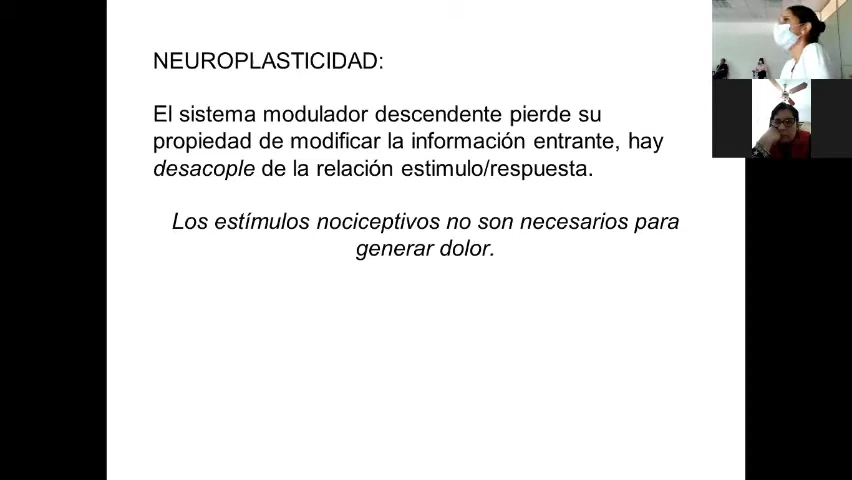 NEUROPLASTICIDAD:
El sistema modulador descendente pierde su
propiedad de modificar la información entrante, hay
desacople de la relación estimulo/respuesta.
Los estímulos nociceptivos no son necesarios para
generar dolor.